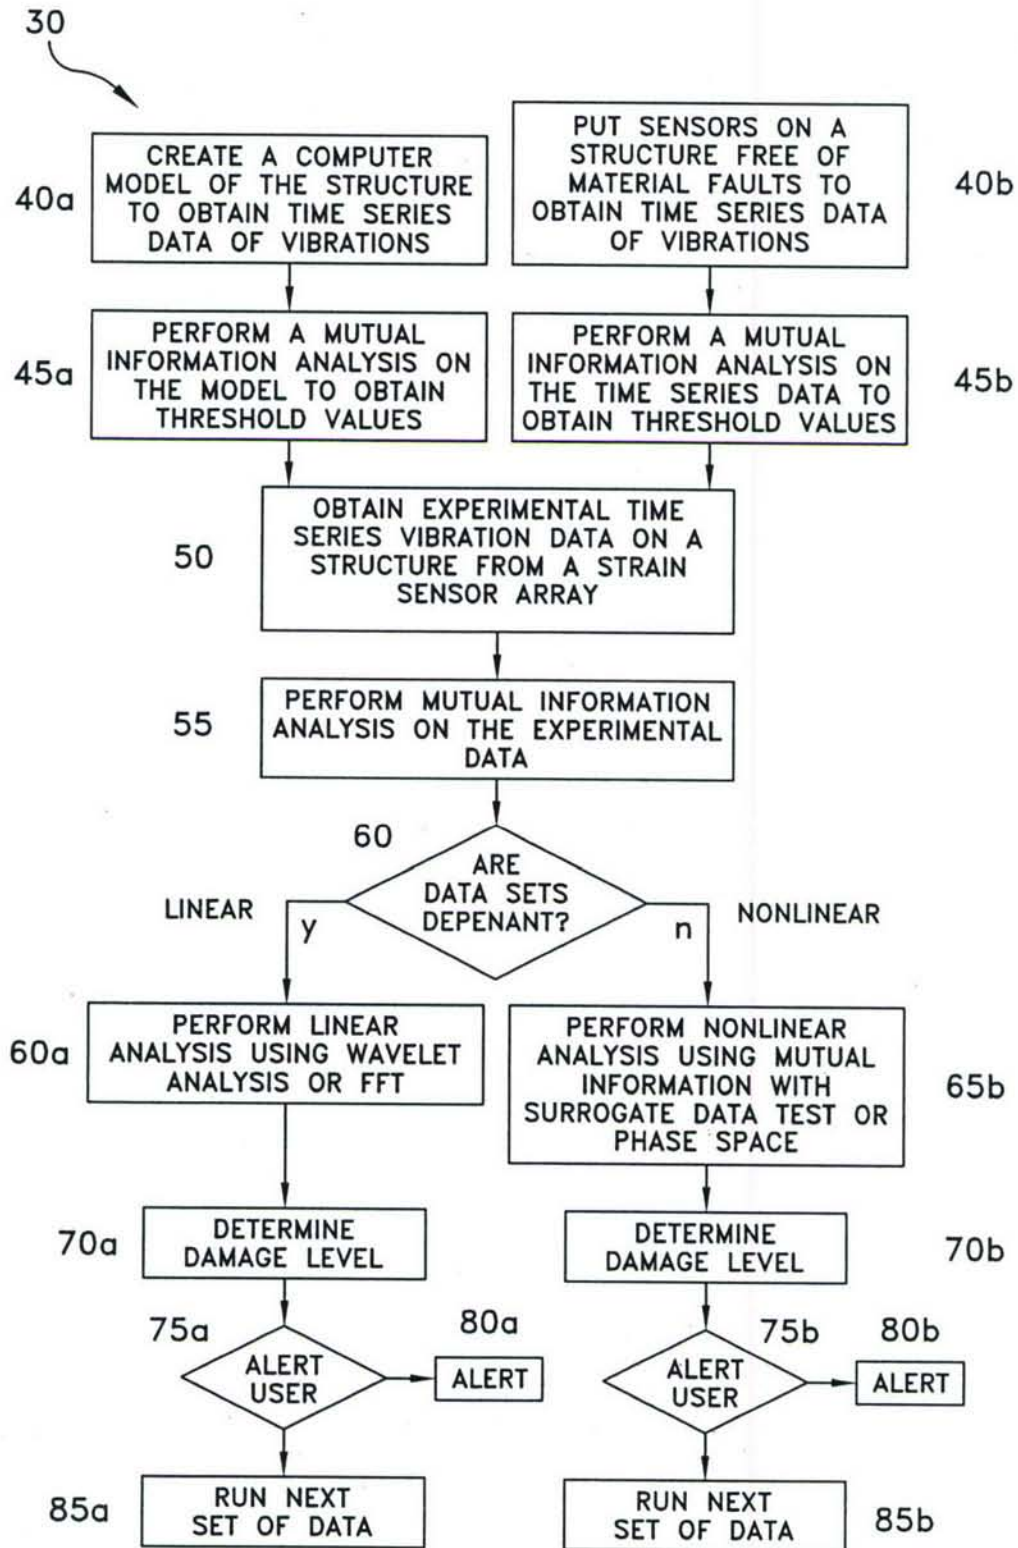 30
40a
CREATE A COMPUTER
MODEL OF THE STRUCTURE
TO OBTAIN TIME SERIES
DATA OF VIBRATIONS
PUT SENSORS ON A
STRUCTURE FREE OF
MATERIAL FAULTS TO
OBTAIN TIME SERIES DATA
OF VIBRATIONS
40b
45a
PERFORM A MUTUAL
INFORMATION ANALYSIS ON
THE MODEL TO OBTAIN
THRESHOLD VALUES
PERFORM A MUTUAL
INFORMATION ANALYSIS ON
THE TIME SERIES DATA TO
OBTAIN THRESHOLD VALUES
45b
50
OBTAIN EXPERIMENTAL TIME
SERIES VIBRATION DATA ON A
STRUCTURE FROM A STRAIN
SENSOR ARRAY
55
PERFORM MUTUAL INFORMATION
ANALYSIS ON THE EXPERIMENTAL
DATA
60
ARE
DATA SETS
DEPENANT?
LINEAR
y
n
NONLINEAR
60a
PERFORM LINEAR
ANALYSIS USING WAVELET
ANALYSIS OR FFT
PERFORM NONLINEAR
ANALYSIS USING MUTUAL
INFORMATION WITH
SURROGATE DATA TEST OR
PHASE SPACE
65b
70a
DETERMINE
DAMAGE LEVEL
DETERMINE
DAMAGE LEVEL
70b
75a
ALERT
USER
80a
ALERT
75b
ALERT
USER
80b
ALERT
85a
RUN NEXT
SET OF DATA
RUN NEXT
SET OF DATA
85b